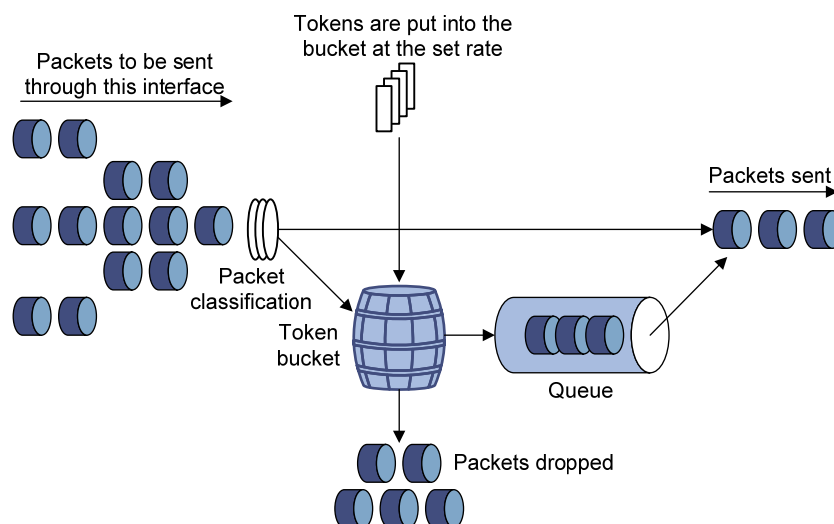 Tokens are put into the
bucket at the set rate
Packets to be sent
through this interface
Packets sent
Packet
classification
Token
bucket
Queue
Packets dropped